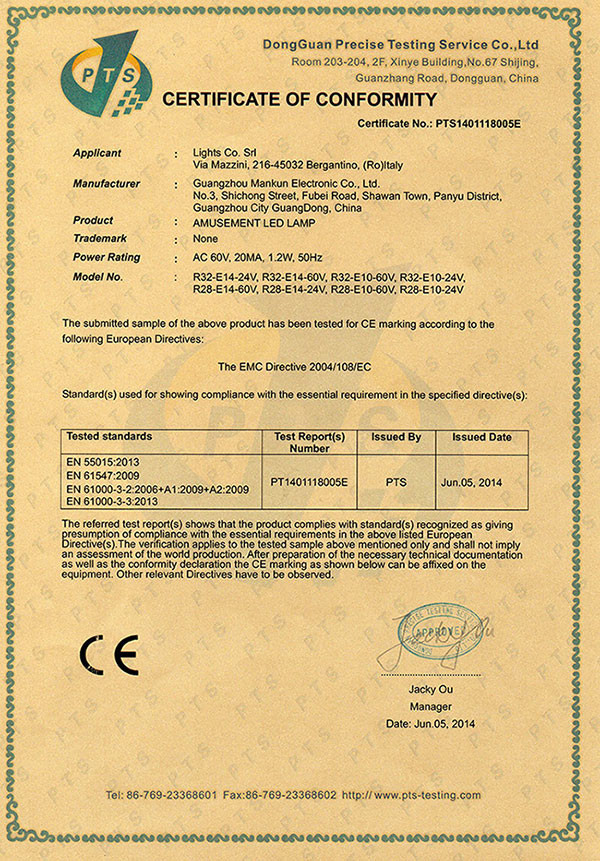 PTS
DongGuan Precise Testing Service Co.,Ltd
Room 203-204, 2F, Xinye Building,No.67 Shijing,
Guanzhang Road, Dongguan, China
CERTIFICATE OF CONFORMITY
Certificate No.: PTS1401118005E
Applicant : Lights Co. Srl
Via Mazzini, 216-45032 Bergantino, (Ro)Italy
Manufacturer : Guangzhou Mankun Electronic Co., Ltd.
No.3, Shichong Street, Fubei Road, Shawan Town, Panyu District,
Guangzhou City GuangDong, China
Product : AMUSEMENT LED LAMP
Trademark : None
Power Rating : AC 60V, 20MA, 1.2W, 50Hz
Model No. : R32-E14-24V, R32-E14-60V, R32-E10-60V, R32-E10-24V,
R28-E14-60V, R28-E14-24V, R28-E10-60V, R28-E10-24V
The submitted sample of the above product has been tested for CE marking according to the
following European Directives:
The EMC Directive 2004/108/EC
Standard(s) used for showing compliance with the essential requirement in the specified directive(s):
Tested standards Test Report(s) Number Issued By Issued Date
EN 55015:2013
EN 61547:2009
EN 61000-3-2:2006+A1:2009+A2:2009
EN 61000-3-3:2013
PT1401118005E PTS Jun.05, 2014
The referred test report(s) shows that the product complies with standard(s) recognized as giving
presumption of compliance with the essential requirements in the above listed European
Directive(s).The verification applies to the tested sample above mentioned only and shall not imply
an assessment of the world production. After preparation of the necessary technical documentation
as well as the conformity declaration the CE marking as shown below can be affixed on the
equipment. Other relevant Directives have to be observed.
CE
APPROVED
Jacky Ou
Jacky Ou
Manager
Date: Jun.05, 2014
Tel: 86-769-23368601 Fax:86-769-23368602 http://www.pts-testing.com